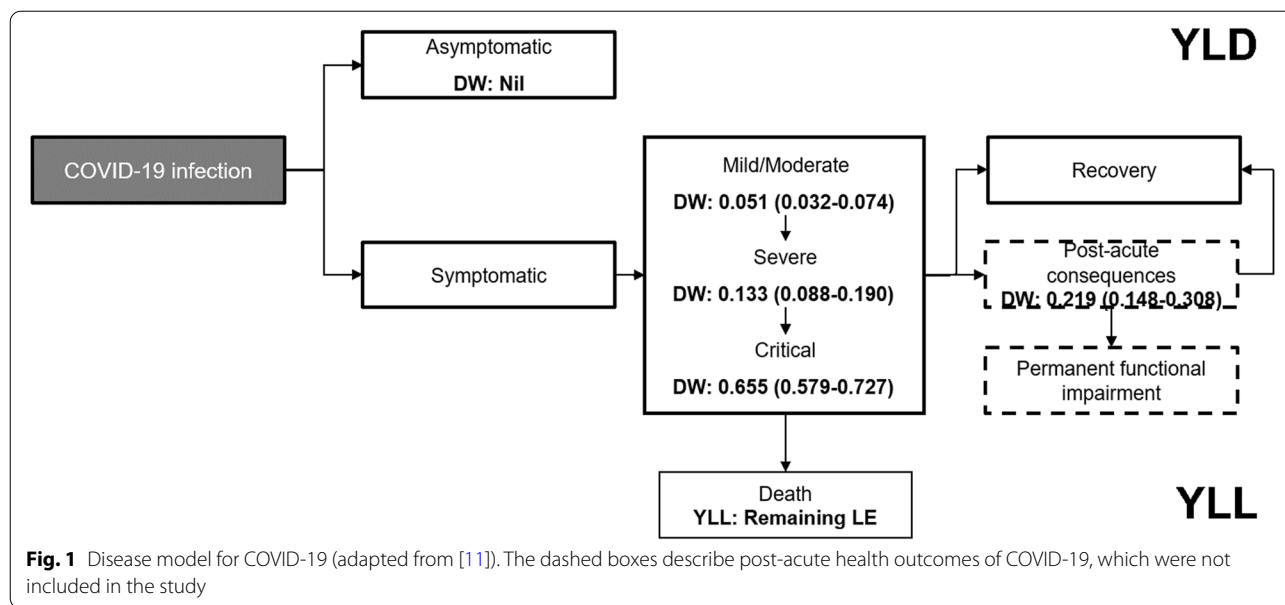 YLD
Asymptomatic
DW: Nil
COVID-19 infection
Symptomatic
Mild/Moderate
DW: 0.051 (0.032-0.074)
Severe
DW: 0.133 (0.088-0.190)
Critical
DW: 0.655 (0.579-0.727)
Recovery
Post-acute
consequences
DW: 0.219 (0.148-0.308)
Permanent functional
impairment
Death
YLL: Remaining LE
YLL
Fig. 1 Disease model for COVID-19 (adapted from [11]). The dashed boxes describe post-acute health outcomes of COVID-19, which were not
included in the study